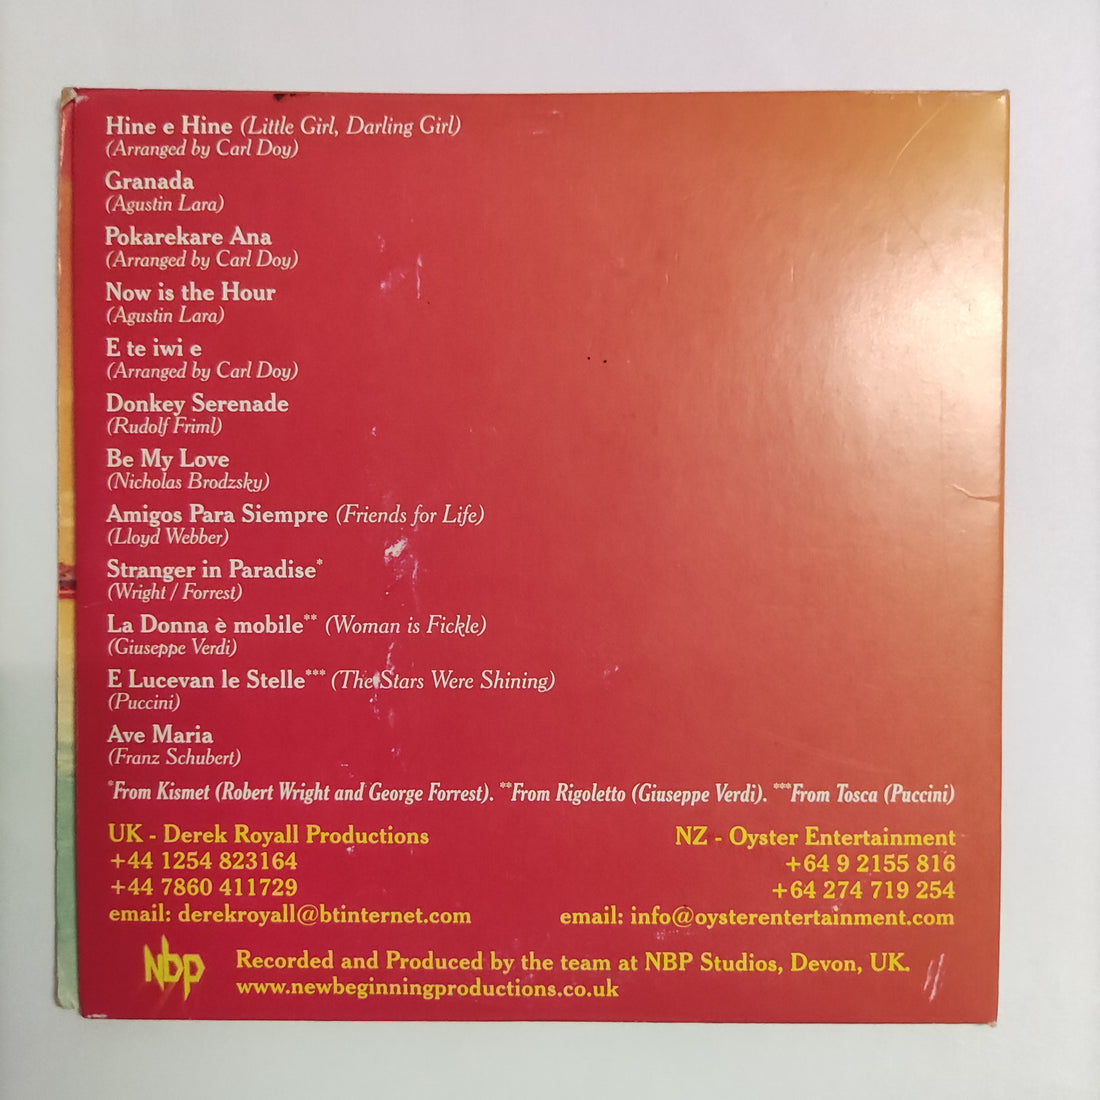 Hine e Hine (Little Girl, Darling Girl)
(Arranged by Carl Doy)
Granada
(Agustin Lara)
Pokarekare Ana
(Arranged by Carl Doy)
Now is the Hour
(Agustin Lara)
E te iwi e
(Arranged by Carl Doy)
Donkey Serenade
(Rudolf Friml)
Be My Love
(Nicholas Brodzsky)
Amigos Para Siempre (Friends for Life)
(Lloyd Webber)
Stranger in Paradise*
(Wright / Forrest)
La Donna è mobile** (Woman is Fickle)
(Giuseppe Verdi)
E Lucevan le Stelle*** (The Stars Were Shining)
(Puccini)
Ave Maria
(Franz Schubert)
*From Kismet (Robert Wright and George Forrest). **From Rigoletto (Giuseppe Verdi). ***From Tosca (Puccini)
UK - Derek Royall Productions
+44 1254 823164
+44 7860 411729
email: derekroyall@btinternet.com
NZ - Oyster Entertainment
+64 9 2155 816
+64 274 719 254
email: info@oysterentertainment.com
Nbp
Recorded and Produced by the team at NBP Studios, Devon, UK.
www.newbeginningproductions.co.uk